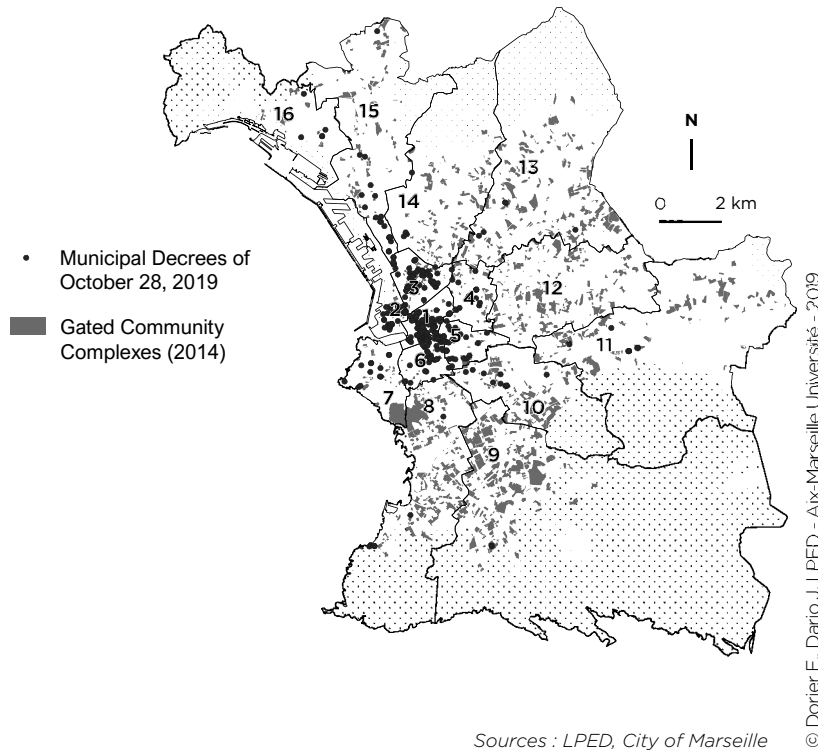 16
15
13
14
N
0 2 km
Municipal Decrees of
October 28, 2019
Gated Community
Complexes (2014)
3
4
12
2
1
5
11
6
7
8
10
9
Sources : LPED, City of Marseille
© Dorier E., Dario J. LPED - Aix-Marseille Université - 2019